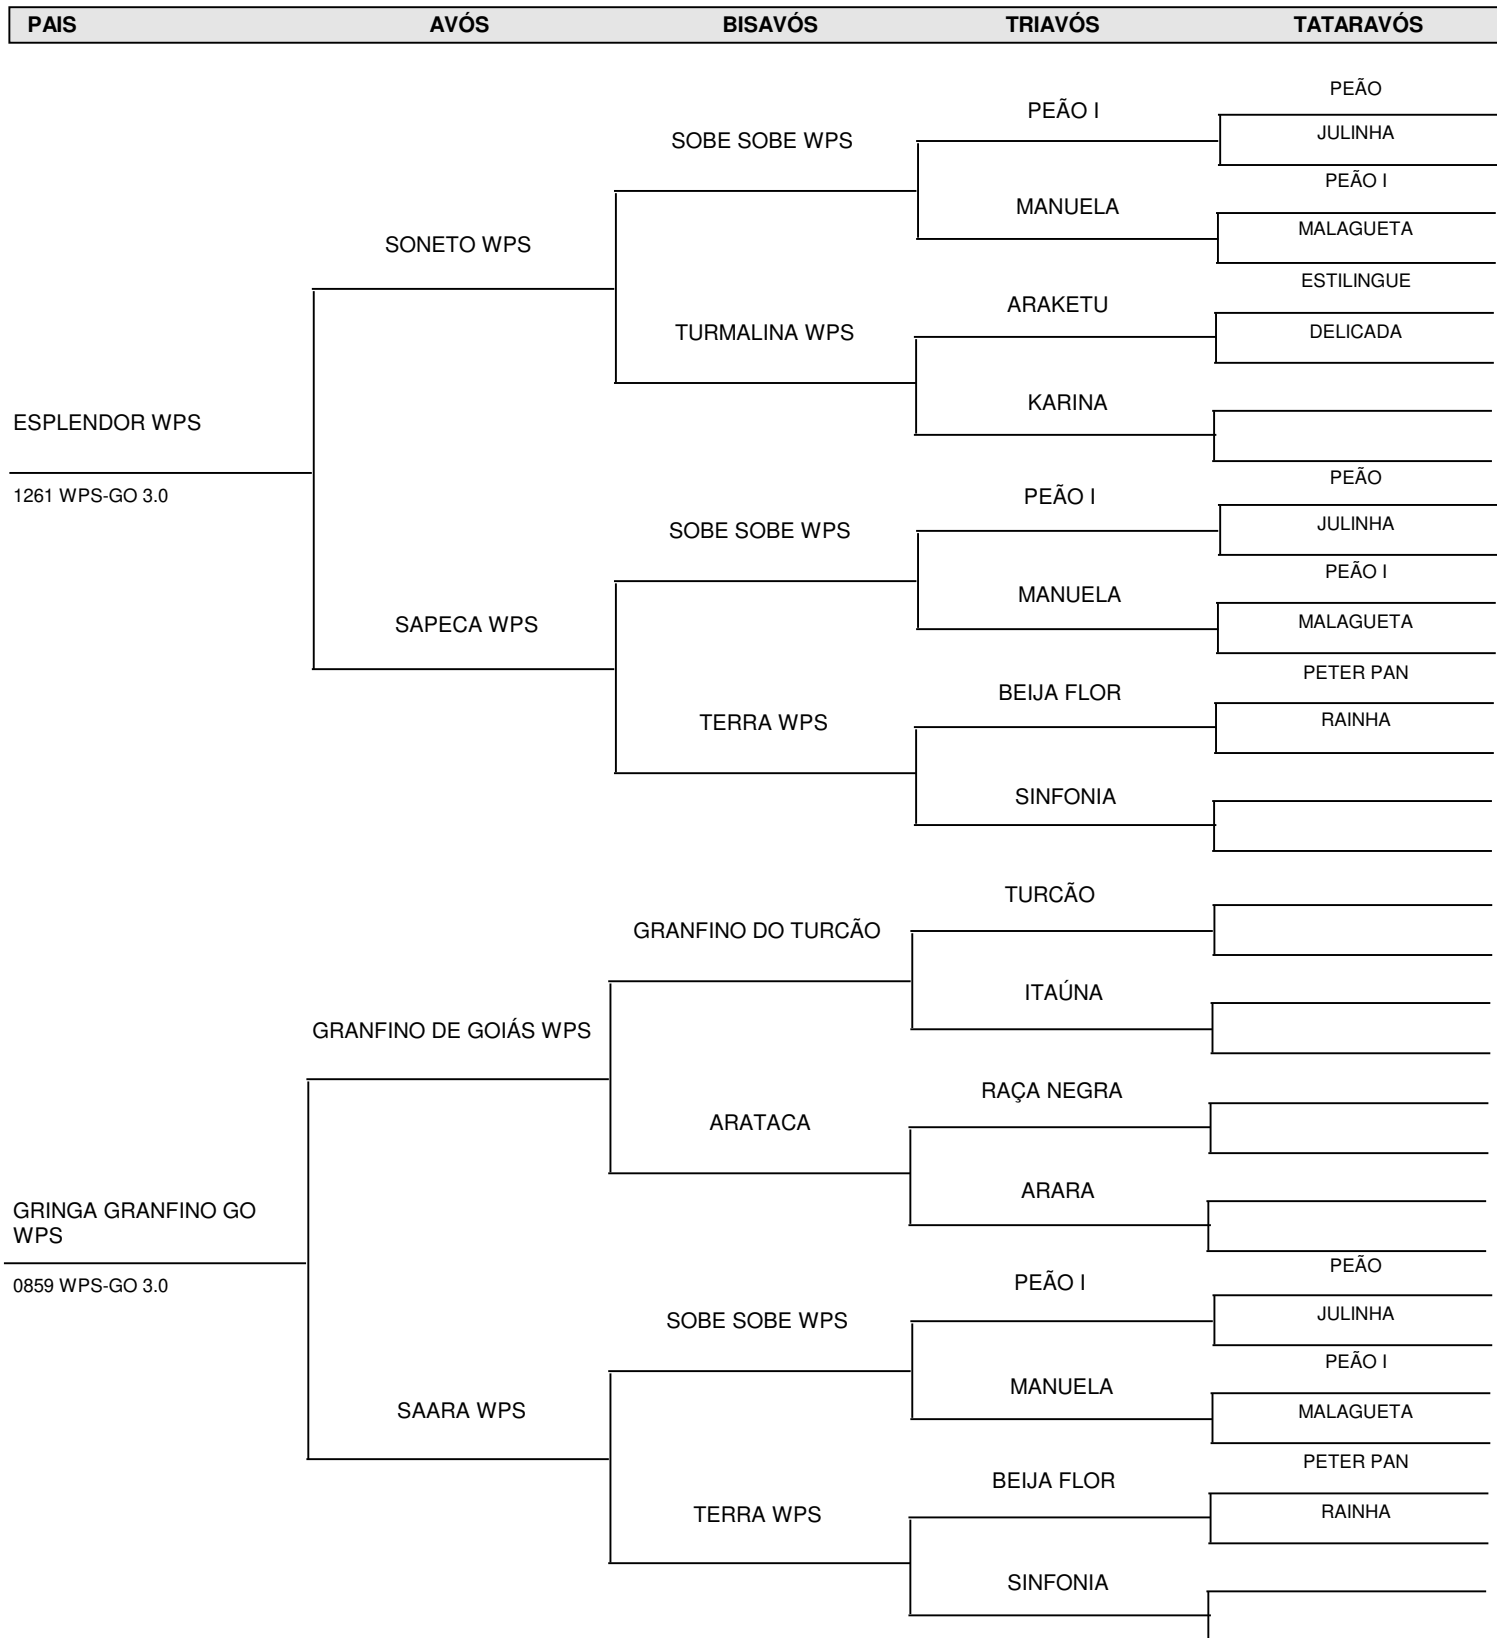 PAIS AVÓS BISAVÓS TRIAVÓS TATARAVÓS
PEÃO
PEÃO I
JULINHA
SOBE SOBE WPS
PEÃO I
MANUELA
MALAGUETA
SONETO WPS
ESTILINGUE
ARAKETU
TURMALINA WPS
DELICADA
KARINA
ESPLENDOR WPS
1261 WPS-GO 3.0
PEÃO
PEÃO I
JULINHA
SOBE SOBE WPS
PEÃO I
MANUELA
MALAGUETA
SAPECA WPS
PETER PAN
BEIJA FLOR
RAINHA
TERRA WPS
SINFONIA
TURCÃO
GRANFINO DO TURCÃO
ITAÚNA
GRANFINO DE GOIÁS WPS
RAÇA NEGRA
ARATACA
ARARA
GRINGA GRANFINO GO
WPS
0859 WPS-GO 3.0
PEÃO
PEÃO I
JULINHA
SOBE SOBE WPS
PEÃO I
MANUELA
MALAGUETA
SAARA WPS
PETER PAN
BEIJA FLOR
RAINHA
TERRA WPS
SINFONIA